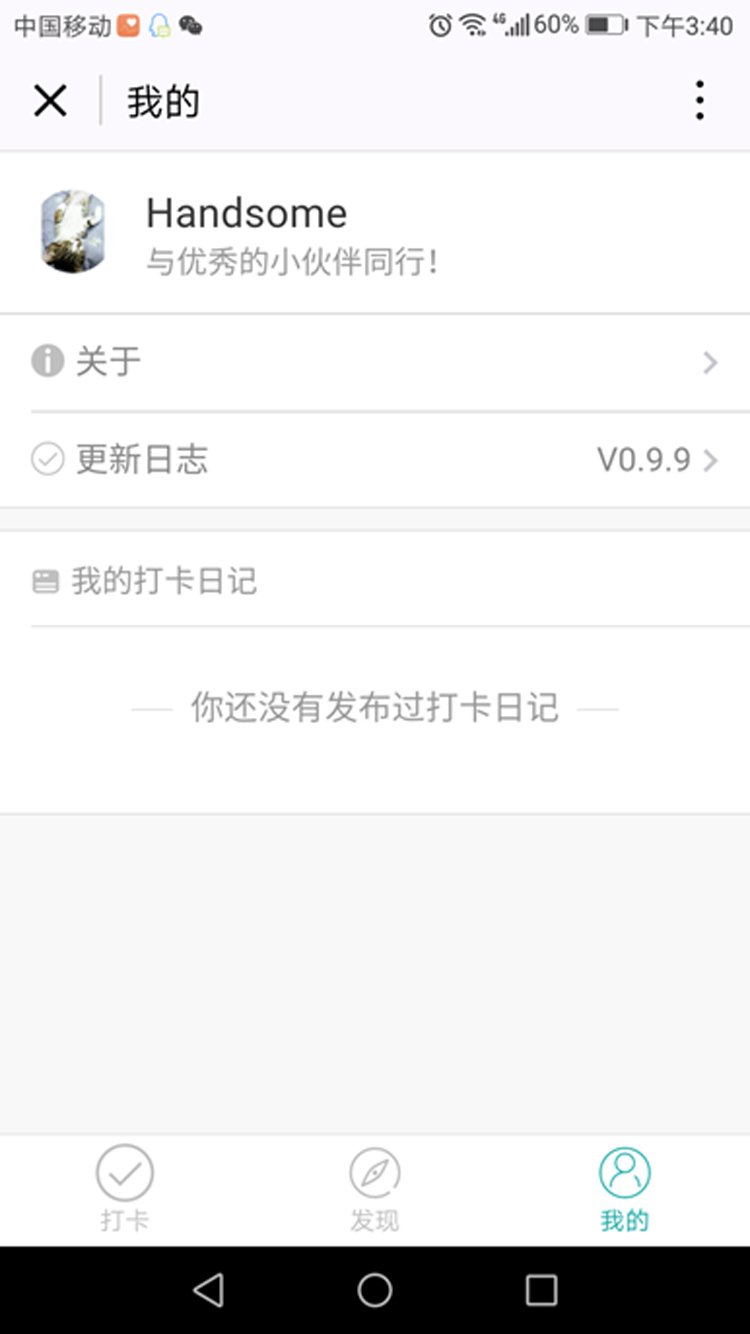 中国移动 4G 60% 下午3:40
我的
Handsome
与优秀的小伙伴同行!
关于
更新日志 V0.9.9
我的打卡日记
你还没有发布过打卡日记
打卡 发现 我的